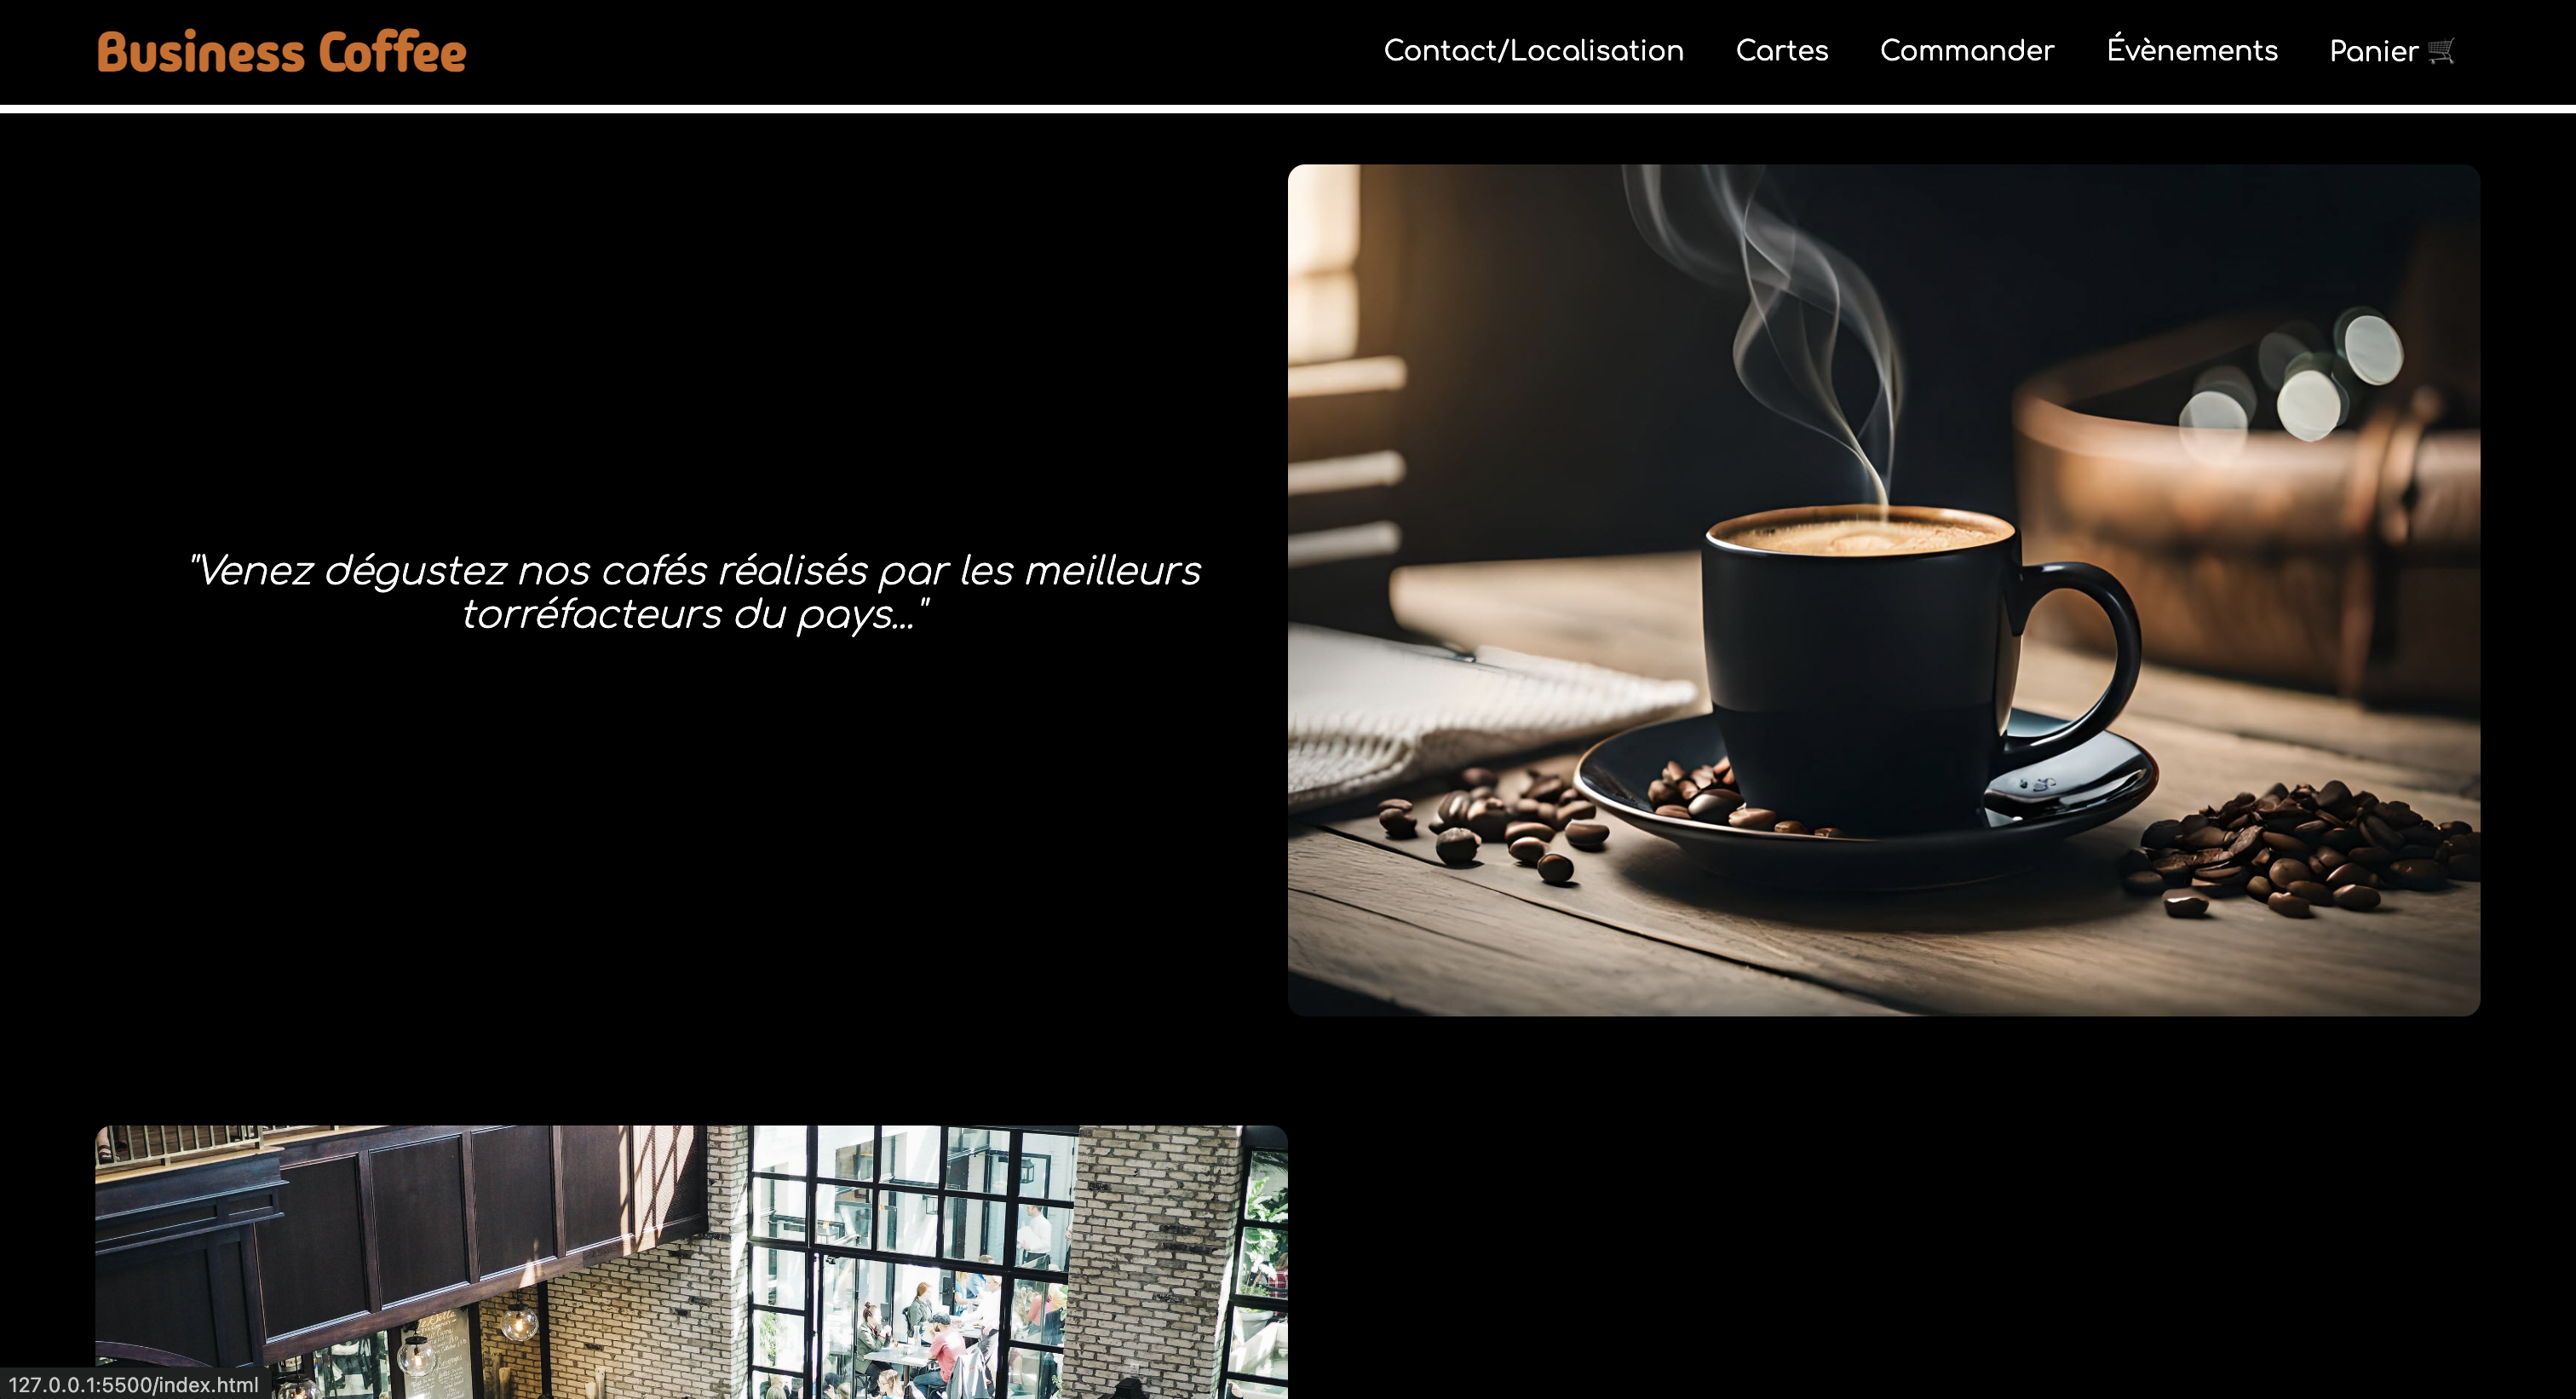 Business Coffee
Contact/Localisation Cartes Commander Évènements Panier 🛒
"Venez dégustez nos cafés réalisés par les meilleurs
torréfacteurs du pays..."
127.0.0.1:5500/index.html